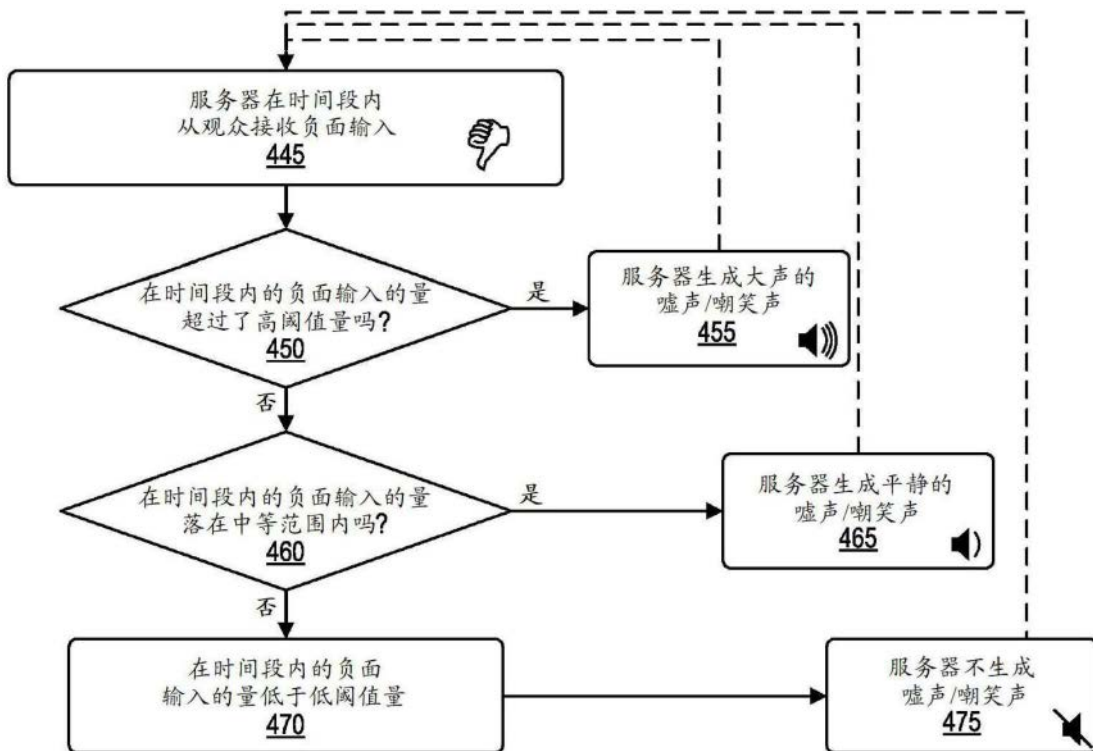 服务器在时间段内
从观众接收负面输入
445
在时间段内的负面输入的量
超过了高阈值量吗?
450
是
服务器生成大声的
嘘声/嘲笑声
455
否
在时间段内的负面输入的量
落在中等范围内吗?
460
是
服务器生成平静的
嘘声/嘲笑声
465
否
在时间段内的负面
输入的量低于低阈值量
470
服务器不生成
嘘声/嘲笑声
475